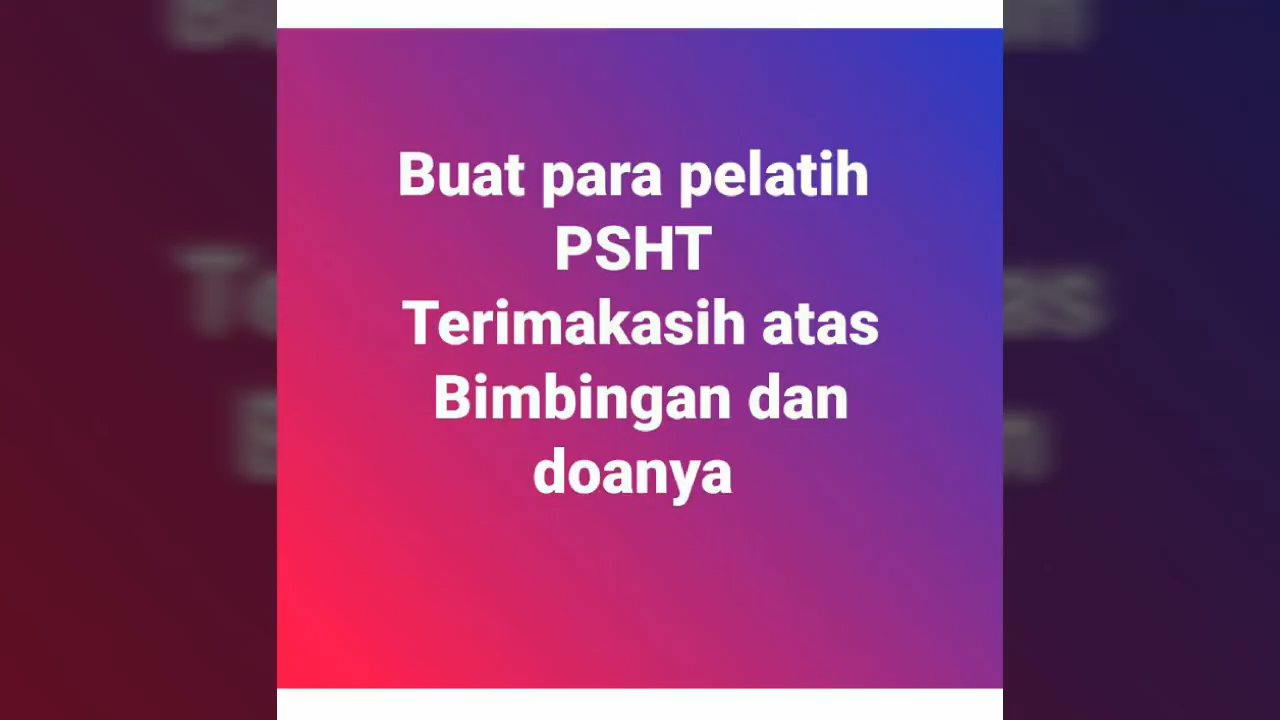 Buat para pelatih
PSHT
Terimakasih atas
Bimbingan dan
doanya